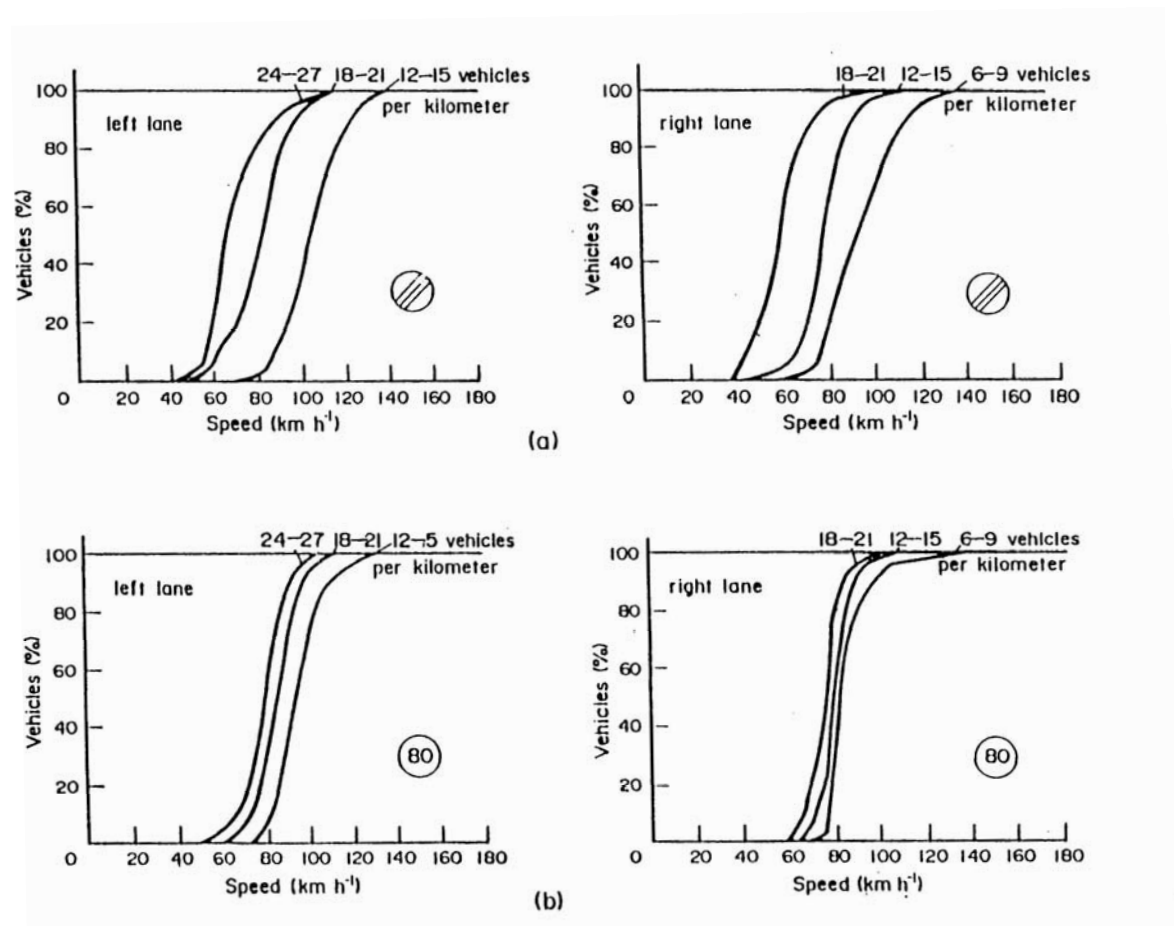 24–27 18–21 12–15 vehicles
per kilometer
left lane
100
80
60
40
20
Vehicles (%)
0 20 40 60 80 100 120 140 160 180
Speed (km h⁻¹)
18–21 12–15 6–9 vehicles
per kilometer
right lane
100
80
60
40
20
Vehicles (%)
0 20 40 60 80 100 120 140 160 180
Speed (km h⁻¹)
(a)
24–27 18–21 12–5 vehicles
per kilometer
left lane
100
80
60
40
20
Vehicles (%)
80
0 20 40 60 80 100 120 140 160 180
Speed (km h⁻¹)
18–21 12–15 6–9 vehicles
per kilometer
right lane
100
80
60
40
20
Vehicles (%)
80
0 20 40 60 80 100 120 140 160 180
Speed (km h⁻¹)
(b)